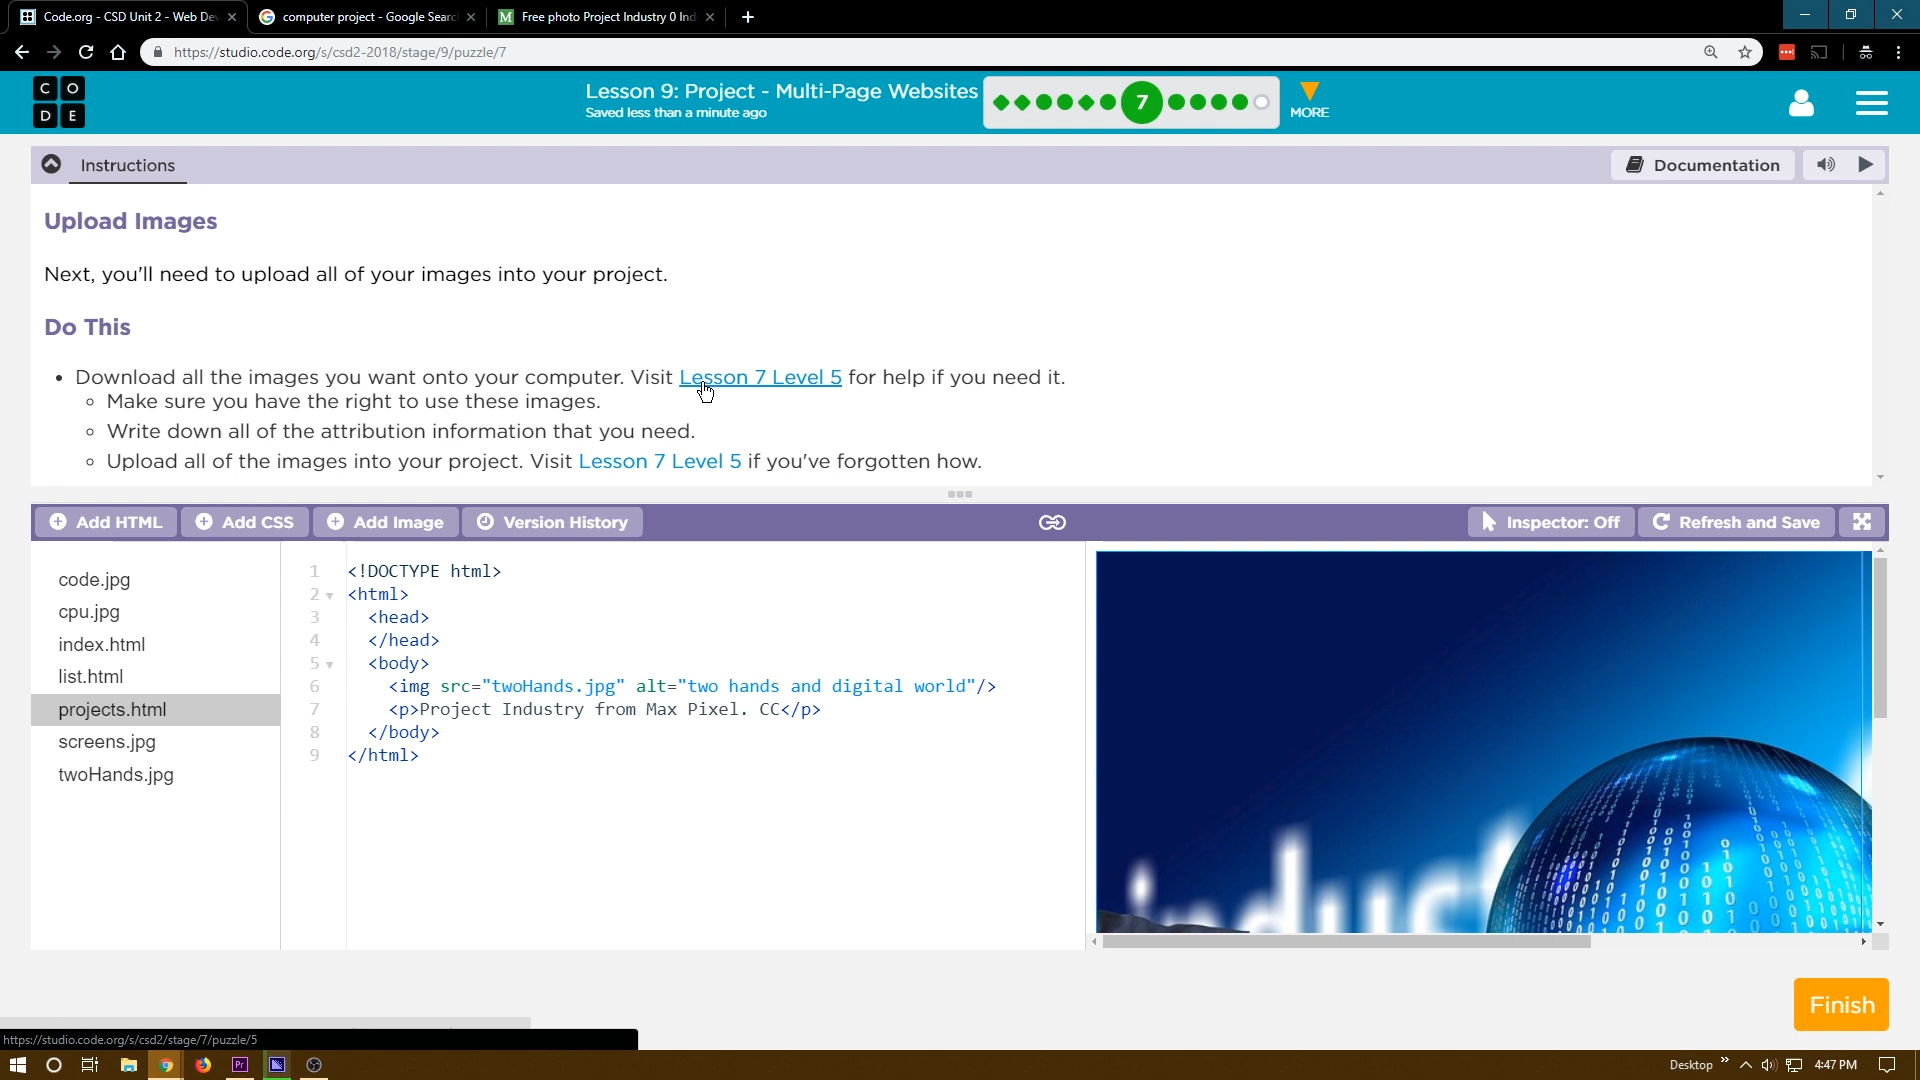 Code.org - CSD Unit 2 - Web De
computer project - Google Searc
Free photo Project Industry 0 Ind
https://studio.code.org/s/csd2-2018/stage/9/puzzle/7
C O
D E
Lesson 9: Project - Multi-Page Websites
Saved less than a minute ago
7
MORE
Instructions
Documentation
Upload Images
Next, you'll need to upload all of your images into your project.
Do This
• Download all the images you want onto your computer. Visit Lesson 7 Level 5 for help if you need it.
Make sure you have the right to use these images.
Write down all of the attribution information that you need.
Upload all of the images into your project. Visit Lesson 7 Level 5 if you've forgotten how.
Add HTML
Add CSS
Add Image
Version History
Inspector: Off
Refresh and Save
code.jpg
cpu.jpg
index.html
list.html
projects.html
screens.jpg
twoHands.jpg
1 <!DOCTYPE html>
2 <html>
3 <head>
4 </head>
5 <body>
6 <img src="twoHands.jpg" alt="two hands and digital world"/>
7 <p>Project Industry from Max Pixel. CC</p>
8 </body>
9 </html>
Finish
https://studio.code.org/s/csd2/stage/7/puzzle/5
Pr
Desktop
4:47 PM